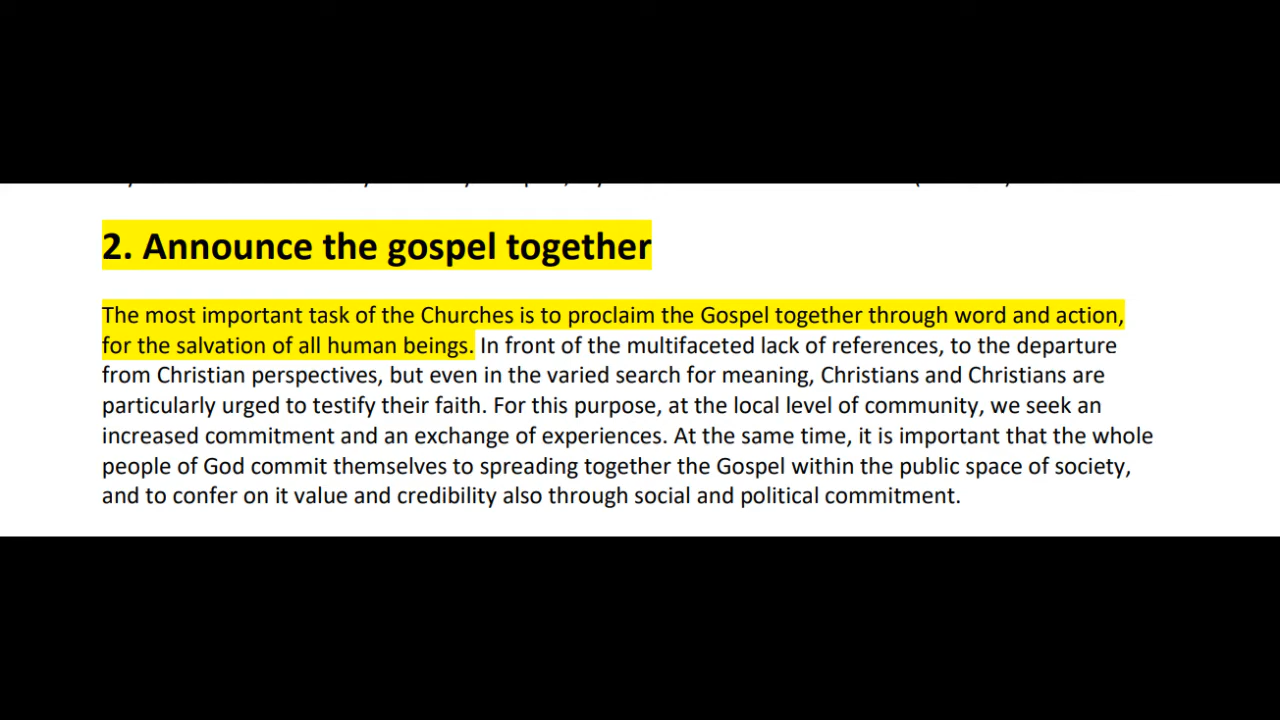 2. Announce the gospel together
The most important task of the Churches is to proclaim the Gospel together through word and action,
for the salvation of all human beings. In front of the multifaceted lack of references, to the departure
from Christian perspectives, but even in the varied search for meaning, Christians and Christians are
particularly urged to testify their faith. For this purpose, at the local level of community, we seek an
increased commitment and an exchange of experiences. At the same time, it is important that the whole
people of God commit themselves to spreading together the Gospel within the public space of society,
and to confer on it value and credibility also through social and political commitment.